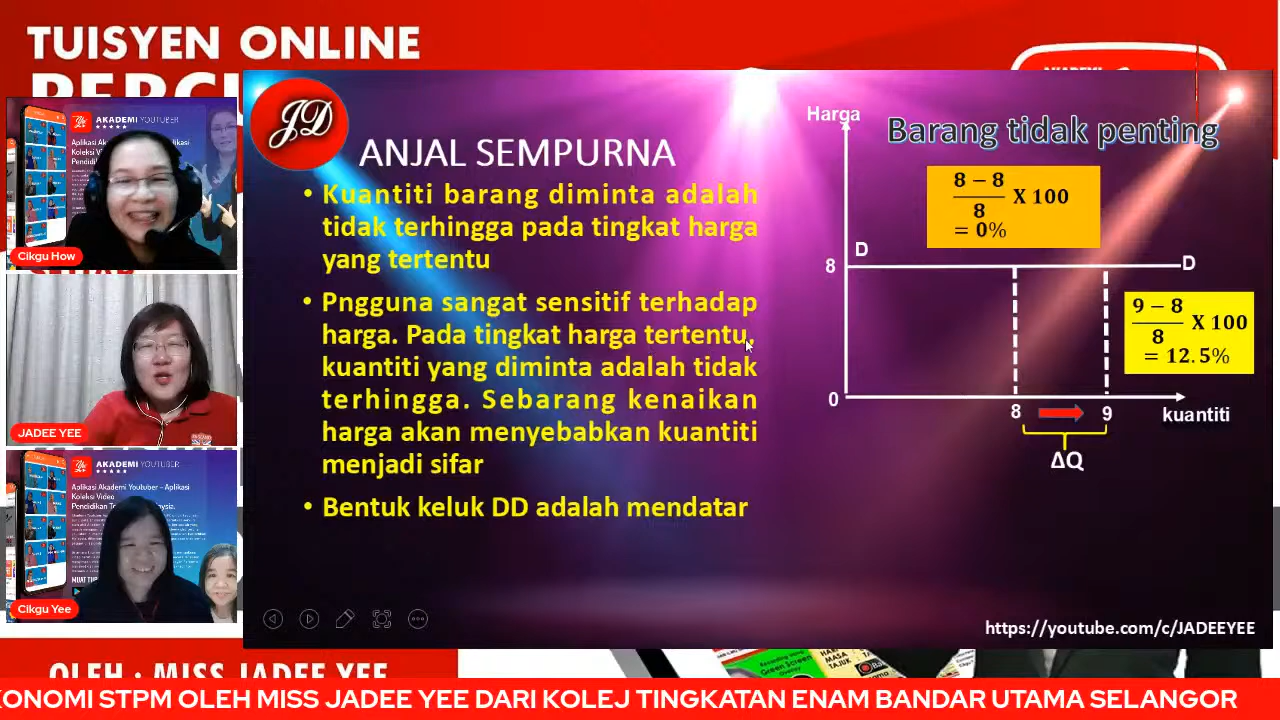 TUISYEN ONLINE
AKADEMI YOUTUBER
Cikgu How
JADEE YEE
AKADEMI YOUTUBER
Aplikasi Akademi Youtuber - Aplikasi
Koleksi Video
Cikgu Yee
JD
ANJAL SEMPURNA
• Kuantiti barang diminta adalah
tidak terhingga pada tingkat harga
yang tertentu
• Pngguna sangat sensitif terhadap
harga. Pada tingkat harga tertentu,
kuantiti yang diminta adalah tidak
terhingga. Sebarang kenaikan
harga akan menyebabkan kuantiti
menjadi sifar
• Bentuk keluk DD adalah mendatar
Harga
Barang tidak penting
8 – 8
8
X 100
= 0%
D
8
D
9 – 8
8
X 100
= 12.5%
0
8
9
kuantiti
ΔQ
https://youtube.com/c/JADEEYEE
OLEH : MISS JADEE YEE
KONOMI STPM OLEH MISS JADEE YEE DARI KOLEJ TINGKATAN ENAM BANDAR UTAMA SELANGOR